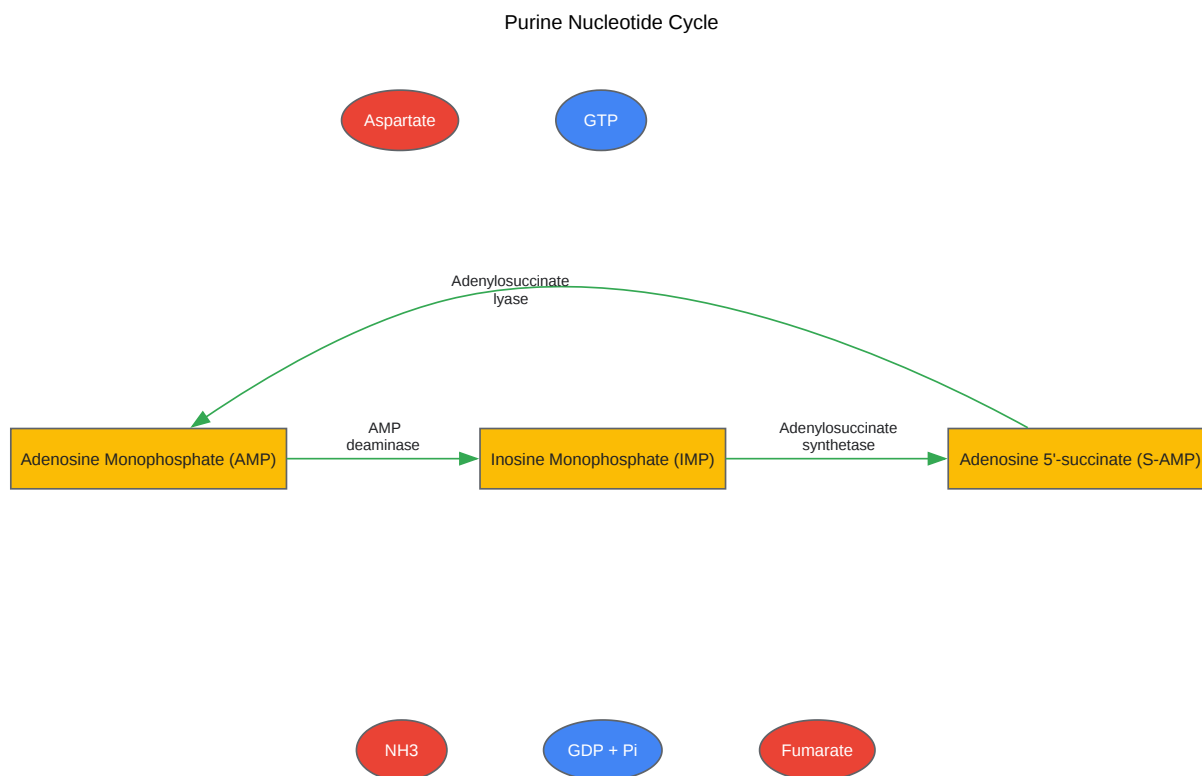 Purine Nucleotide Cycle
Aspartate
GTP
Adenylosuccinate
lyase
AMP
deaminase
Adenylosuccinate
synthetase
Adenosine Monophosphate (AMP)
Inosine Monophosphate (IMP)
Adenosine 5'-succinate (S-AMP)
NH3
GDP + Pi
Fumarate